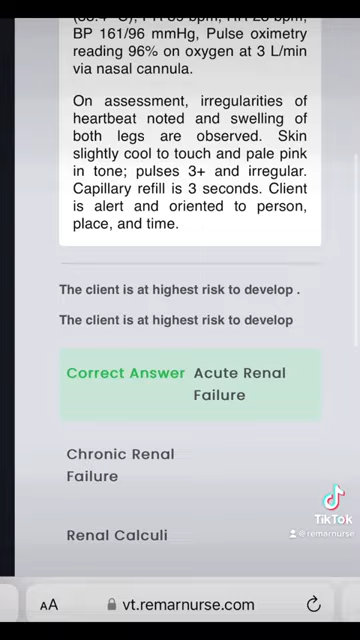 BP 161/96 mmHg, Pulse oximetry
reading 96% on oxygen at 3 L/min
via nasal cannula.
On assessment, irregularities of
heartbeat noted and swelling of
both legs are observed. Skin
slightly cool to touch and pale pink
in tone; pulses 3+ and irregular.
Capillary refill is 3 seconds. Client
is alert and oriented to person,
place, and time.
The client is at highest risk to develop .
The client is at highest risk to develop
Correct Answer Acute Renal
Failure
Chronic Renal
Failure
Renal Calculi
TikTok
@remarnurse
AA vt.remarnurse.com